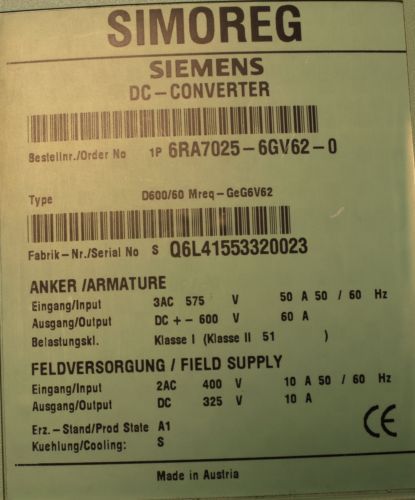 SIMOREG
SIEMENS
DC-CONVERTER
Bestellnr./Order No 1P 6RA7025-6GV62-0
Type D600/60 Mreq-GeG6V62
Fabrik-Nr./Serial No S Q6L41553320023
ANKER /ARMATURE
Eingang/Input 3AC 575 V 50 A 50 / 60 Hz
Ausgang/Output DC +- 600 V 60 A
Belastungskl. Klasse I (Klasse II 51 )
FELDVERSORGUNG / FIELD SUPPLY
Eingang/Input 2AC 400 V 10 A 50 / 60 Hz
Ausgang/Output DC 325 V 10 A
Erz.-Stand/Prod State A1
Kuehlung/Cooling: S
CE
Made in Austria